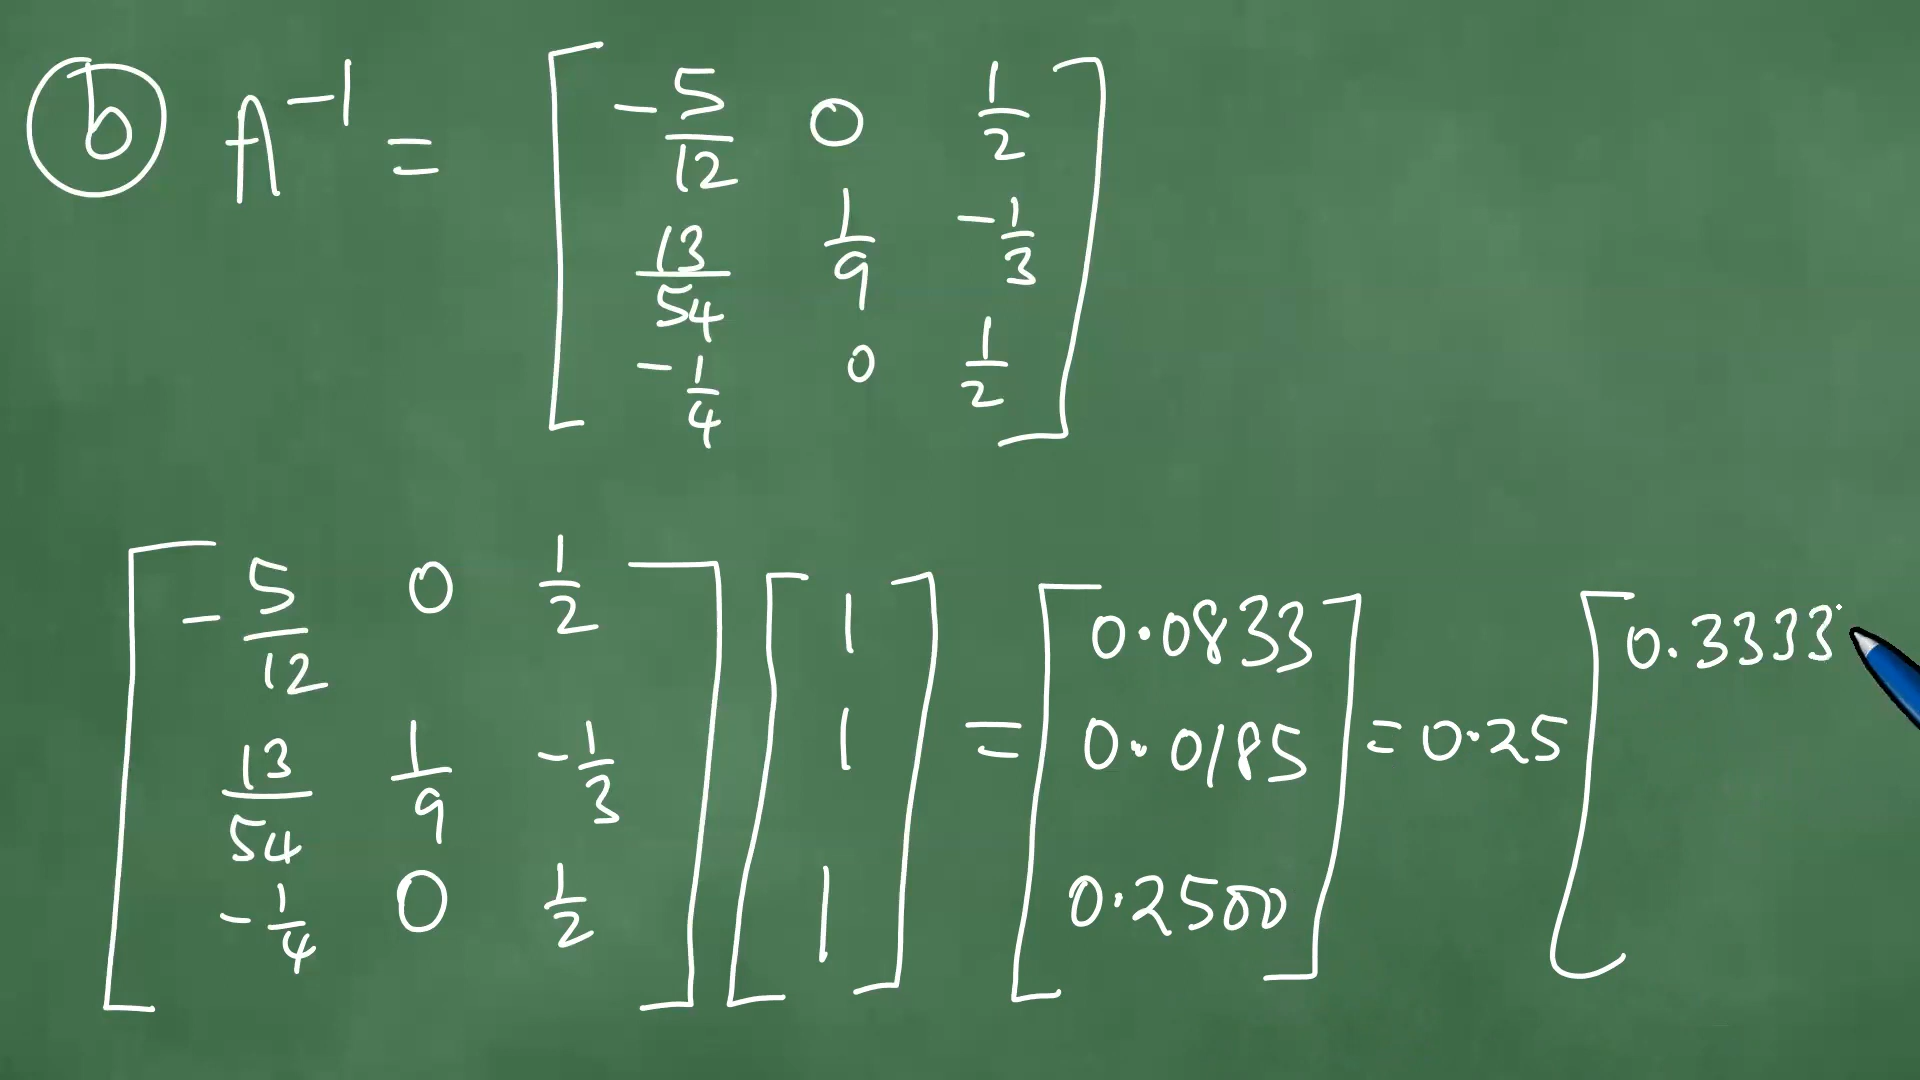 b A⁻¹ = [ -5/12 0 1/2
13/54 1/9 -1/3
-1/4 0 1/2 ]
[ -5/12 0 1/2 ] [ 1 ] [ 0.0833 ] [ 0.3333
13/54 1/9 -1/3 1 = 0.0185 = 0.25
-1/4 0 1/2 1 0.2500